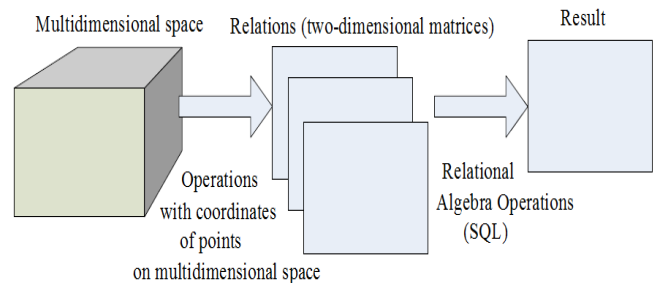 Multidimensional space
Relations (two-dimensional matrices)
Result
Operations
with coordinates
of points
on multidimensional space
Relational
Algebra Operations
(SQL)